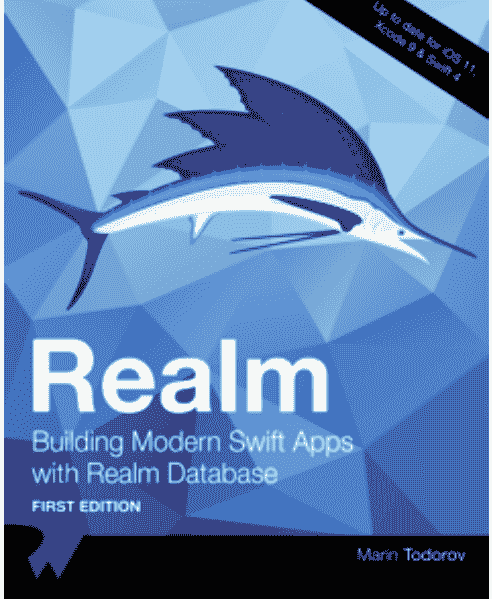 Up to date for iOS 11,
Xcode 9 & Swift 4
Realm
Building Modern Swift Apps
with Realm Database
FIRST EDITION
Marin Todorov